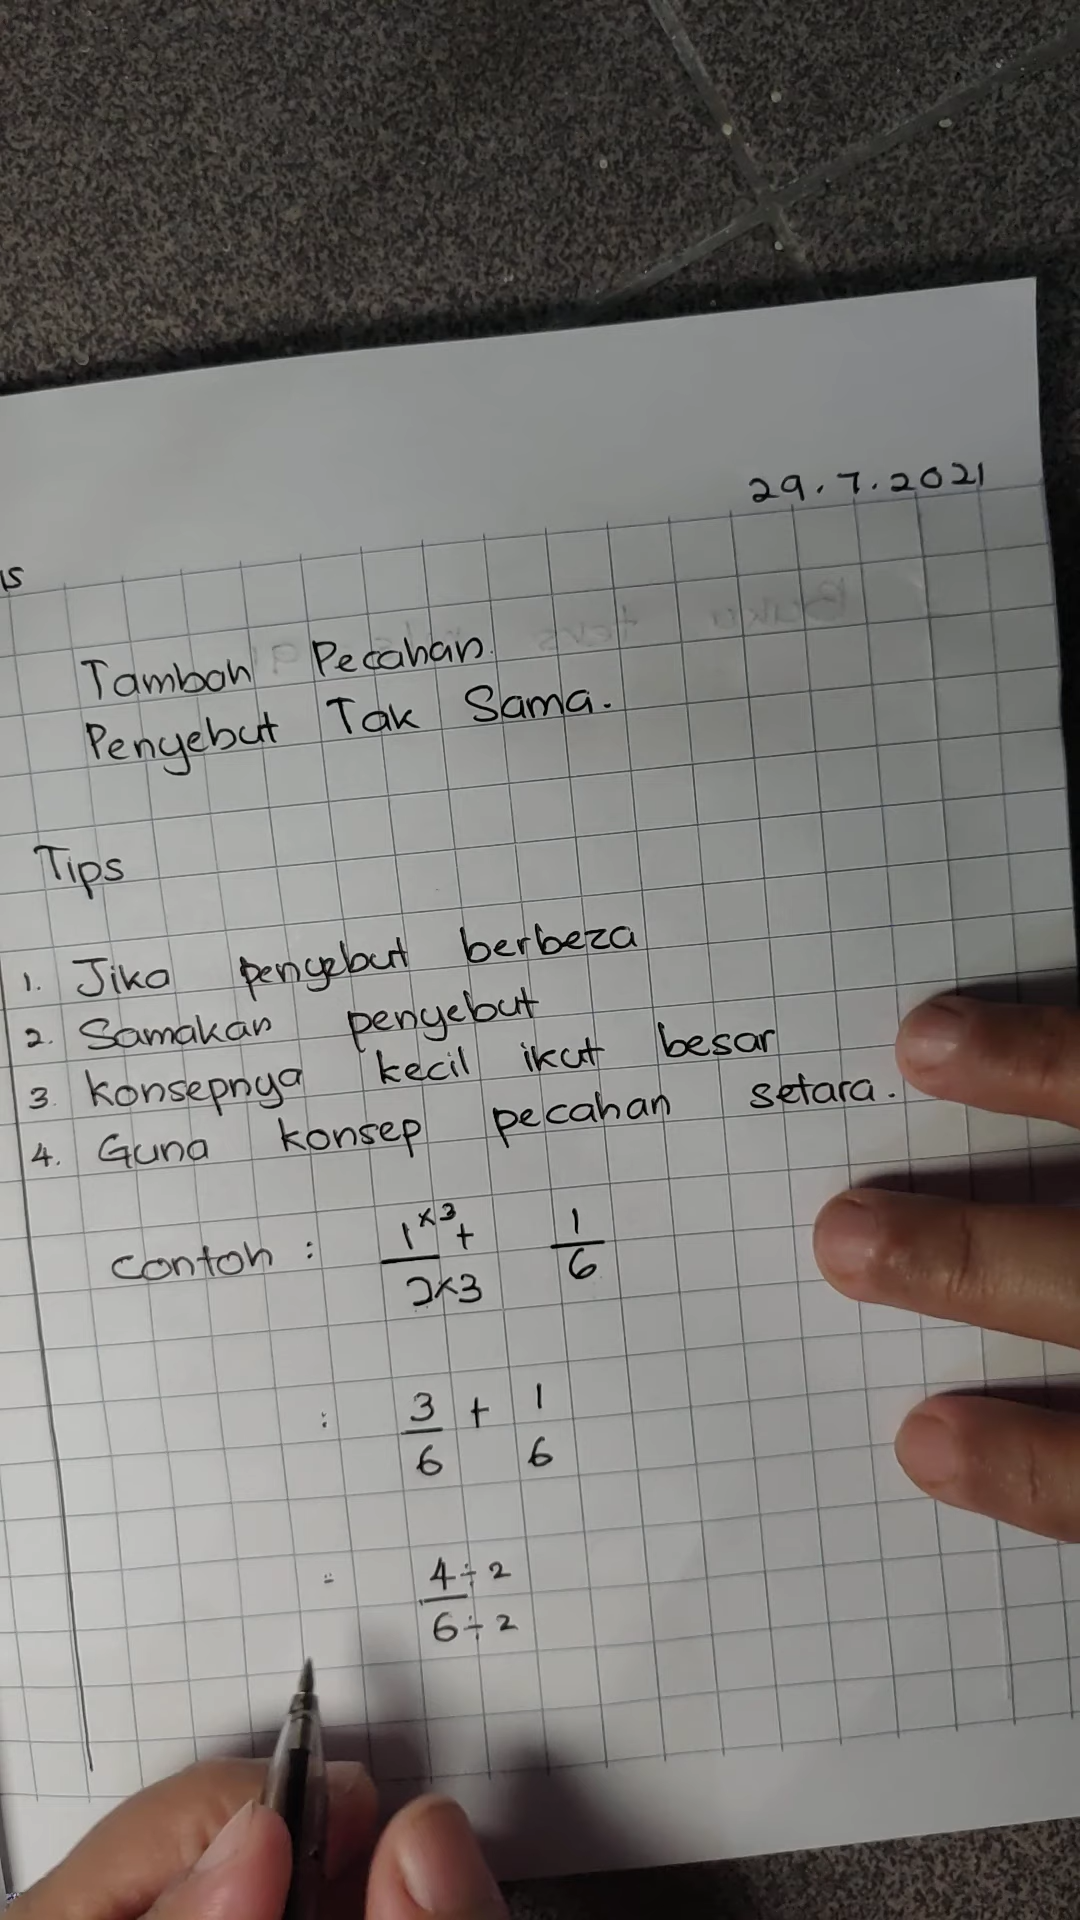 29.7.2021
Tambah Pecahan
Penyebut Tak Sama.
Tips
1. Jika penyebut berbeza
2. Samakan penyebut
3. Konsepnya kecil ikut besar
4. Guna konsep pecahan setara.
Contoh : 1×3/2×3 + 1/6
: 3/6 + 1/6
= 4÷2/6÷2